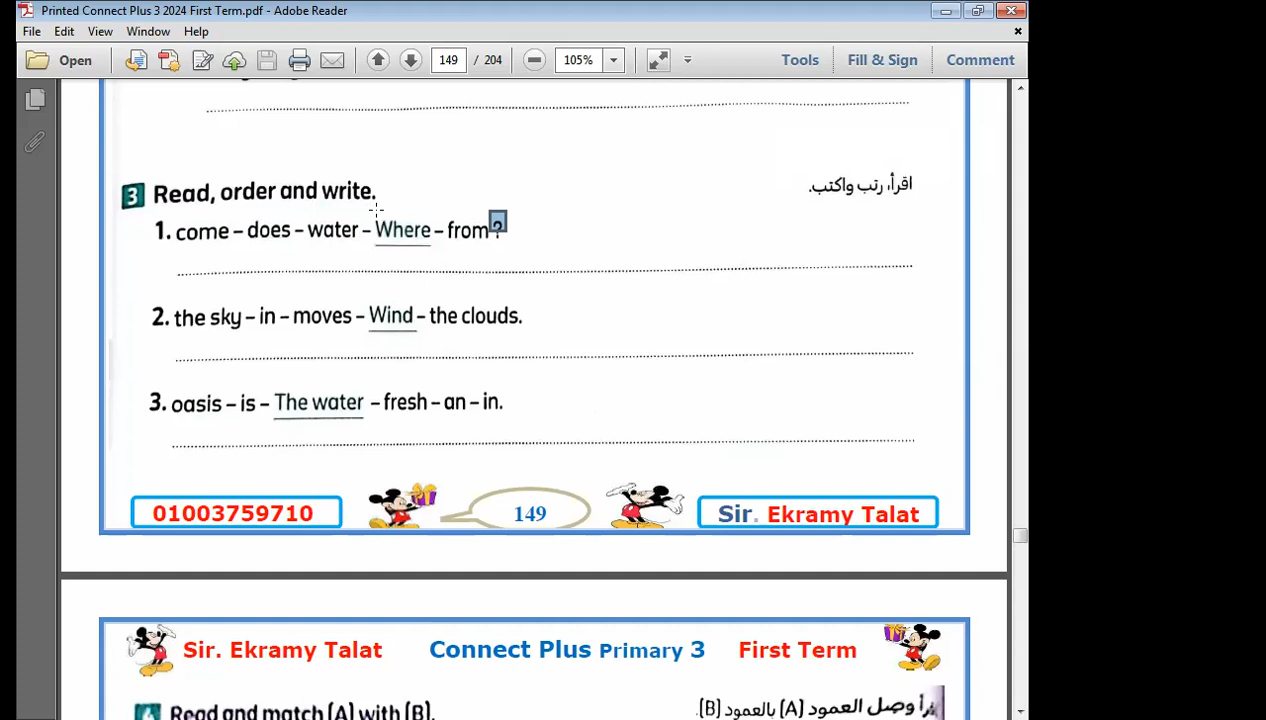 Printed Connect Plus 3 2024 First Term.pdf - Adobe Reader
File Edit View Window Help
Open 149 / 204 105% Tools Fill & Sign Comment
3 Read, order and write.
اقرأ، رتب واكتب.
1. come – does – water – Where – from ?
2. the sky – in – moves – Wind – the clouds.
3. oasis – is – The water – fresh – an – in.
01003759710 149 Sir. Ekramy Talat
Sir. Ekramy Talat Connect Plus Primary 3 First Term
4 Read and match (A) with (B).
وصل العمود (A) بالعمود (B).